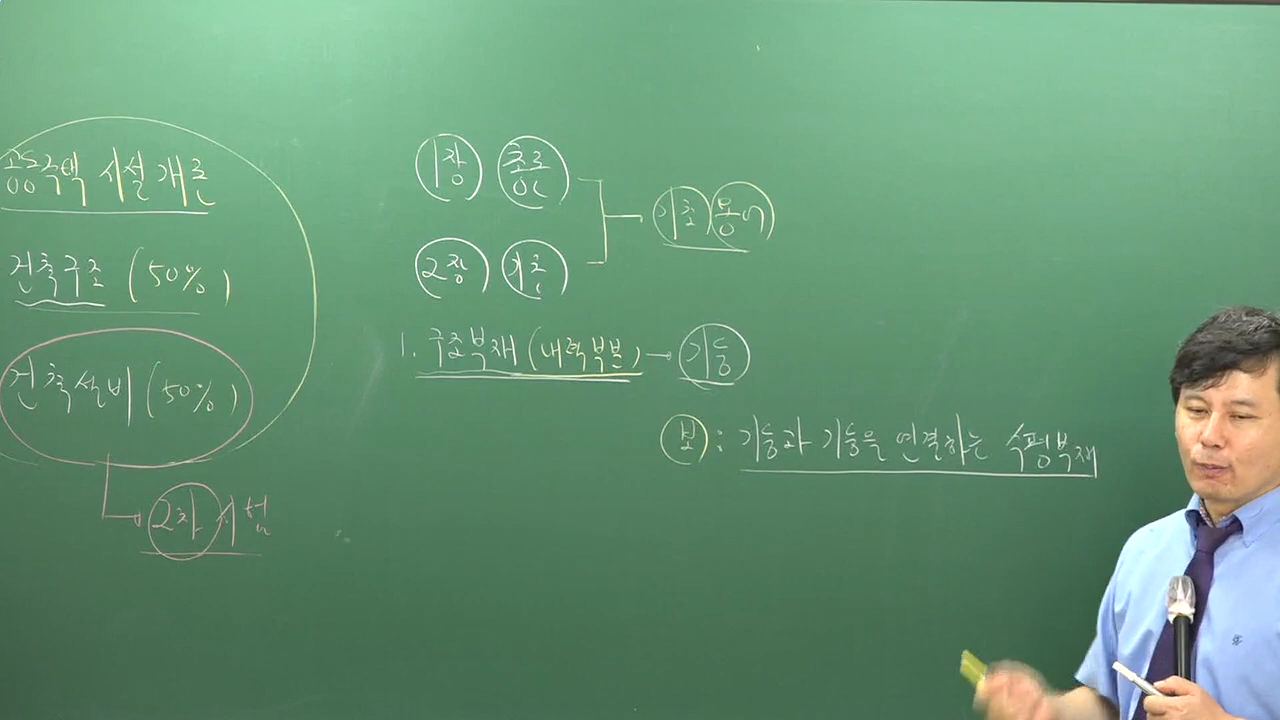 공동주택 시설개론
건축구조 (50%)
건축설비 (50%)
2차 시험
1장 총론
2장 기초
기초 용어
1. 구조부재 (내력부분) → 기둥
보 : 기둥과 기둥을 연결하는 수평부재